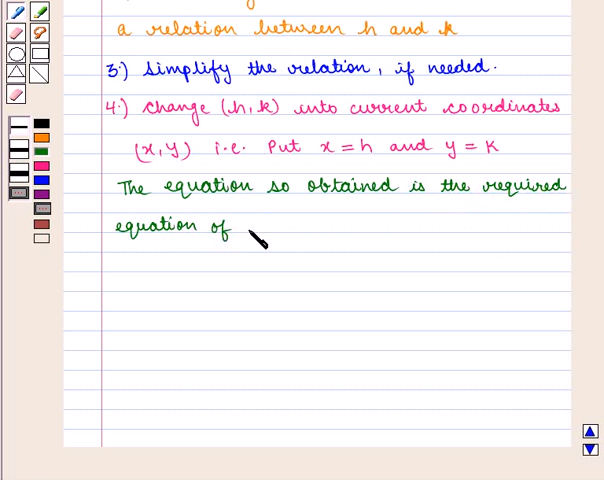 a relation between h and k
3.) Simplify the relation, if needed.
4.) Change (h, k) into current coordinates
(x, y) i.e. Put x = h and y = k
The equation so obtained is the required
equation of